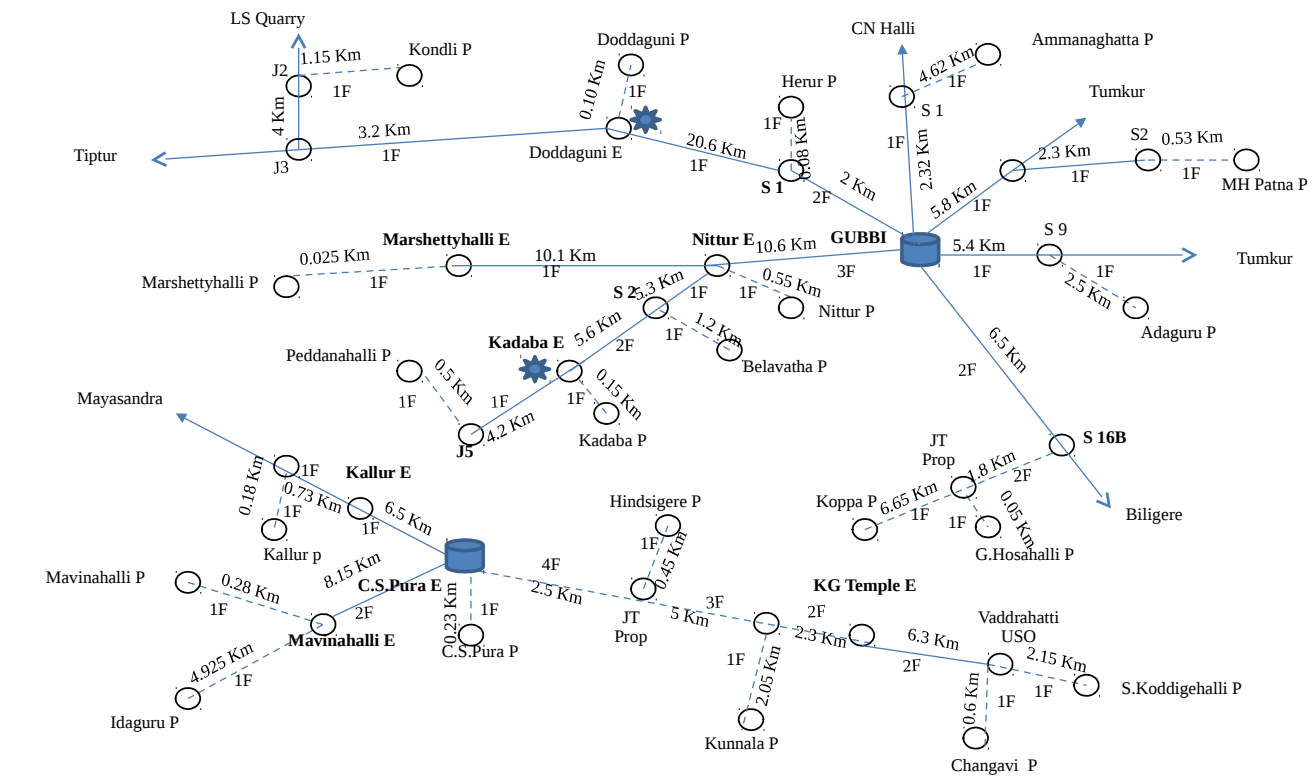 LS Quarry
1.15 Km
Kondli P
J2
1F
4 Km
3.2 Km
1F
Tiptur
J3
Doddaguni P
0.10 Km
1F
Doddaguni E
20.6 Km
1F
Herur P
1F
0.08 Km
S 1
2F
2 Km
CN Halli
4.62 Km
1F
Ammanaghatta P
S 1
1F
2.32 Km
Tumkur
S2
0.53 Km
2.3 Km
1F
1F
MH Patna P
5.8 Km
1F
Marshettyhalli E
0.025 Km
1F
Marshettyhalli P
10.1 Km
1F
Nittur E
10.6 Km
3F
GUBBI
5.4 Km
1F
S 9
1F
2.5 Km
Tumkur
Adaguru P
S 2
5.3 Km
1F
1F
0.55 Km
Nittur P
5.6 Km
2F
1F
1.2 Km
Belavatha P
Kadaba E
Peddanahalli P
0.5 Km
1F
1F
4.2 Km
J5
1F
0.15 Km
Kadaba P
6.5 Km
2F
S 16B
JT
Prop
1.8 Km
2F
Koppa P
6.65 Km
1F
1F
0.05 Km
G.Hosahalli P
Biligere
Mayasandra
1F
Kallur E
0.18 Km
0.73 Km
1F
1F
6.5 Km
Kallur p
Mavinahalli P
0.28 Km
1F
8.15 Km
2F
C.S.Pura E
Mavinahalli E
4.925 Km
1F
Idaguru P
0.23 Km
1F
C.S.Pura P
4F
2.5 Km
Hindsigere P
1F
0.45 Km
JT
Prop
3F
5 Km
KG Temple E
2F
2.3 Km
1F
2.05 Km
Kunnala P
6.3 Km
2F
Vaddrahatti
USO
2.15 Km
1F
S.Koddigehalli P
0.6 Km
1F
Changavi P